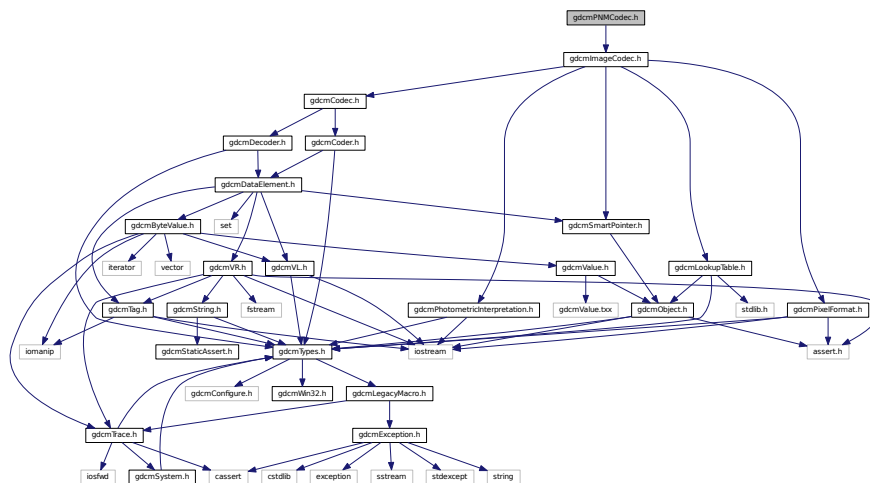 gdcmPNMCodec.h
gdcmImageCodec.h
gdcmCodec.h
gdcmDecoder.h
gdcmCoder.h
gdcmDataElement.h
gdcmByteValue.h
set
gdcmSmartPointer.h
iterator
vector
gdcmVR.h
gdcmVL.h
gdcmValue.h
gdcmLookupTable.h
gdcmTag.h
gdcmString.h
fstream
gdcmPhotometricInterpretation.h
gdcmValue.txx
gdcmObject.h
stdlib.h
gdcmPixelFormat.h
iomanip
gdcmStaticAssert.h
gdcmTypes.h
iostream
assert.h
gdcmConfigure.h
gdcmWin32.h
gdcmLegacyMacro.h
gdcmTrace.h
gdcmException.h
iosfwd
gdcmSystem.h
cassert
cstdlib
exception
sstream
stdexcept
string